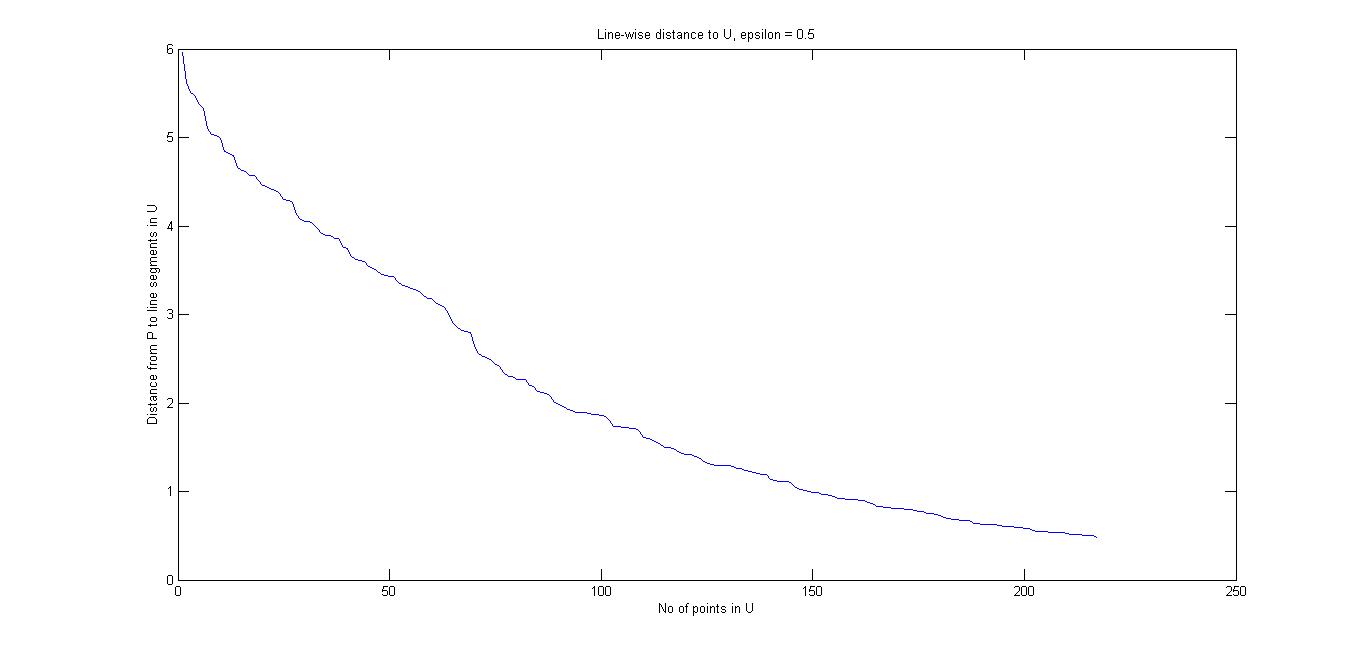 Line-wise distance to U, epsilon = 0.5
6
5
4
3
2
1
0
Distance from P to line segments in U
0 50 100 150 200 250
No of points in U